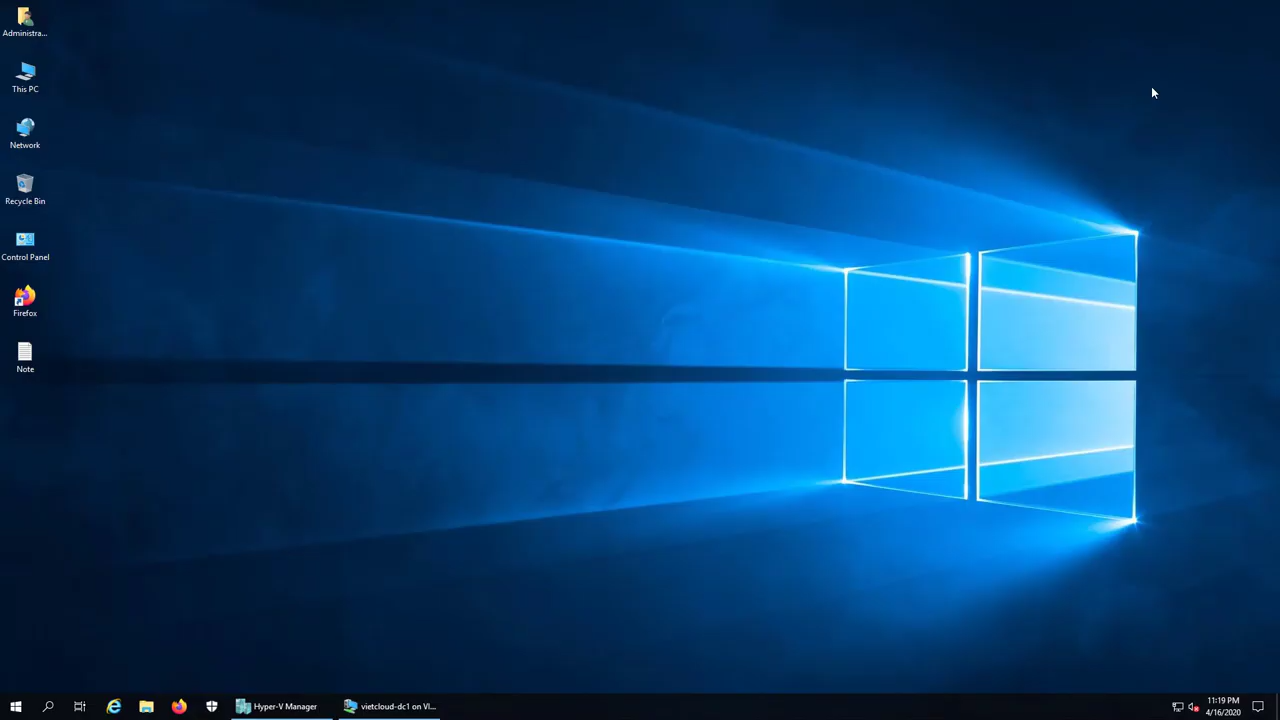 Administra...
This PC
Network
Recycle Bin
Control Panel
Firefox
Note
Hyper-V Manager
vietcloud-dc1 on VI...
11:19 PM
4/16/2020